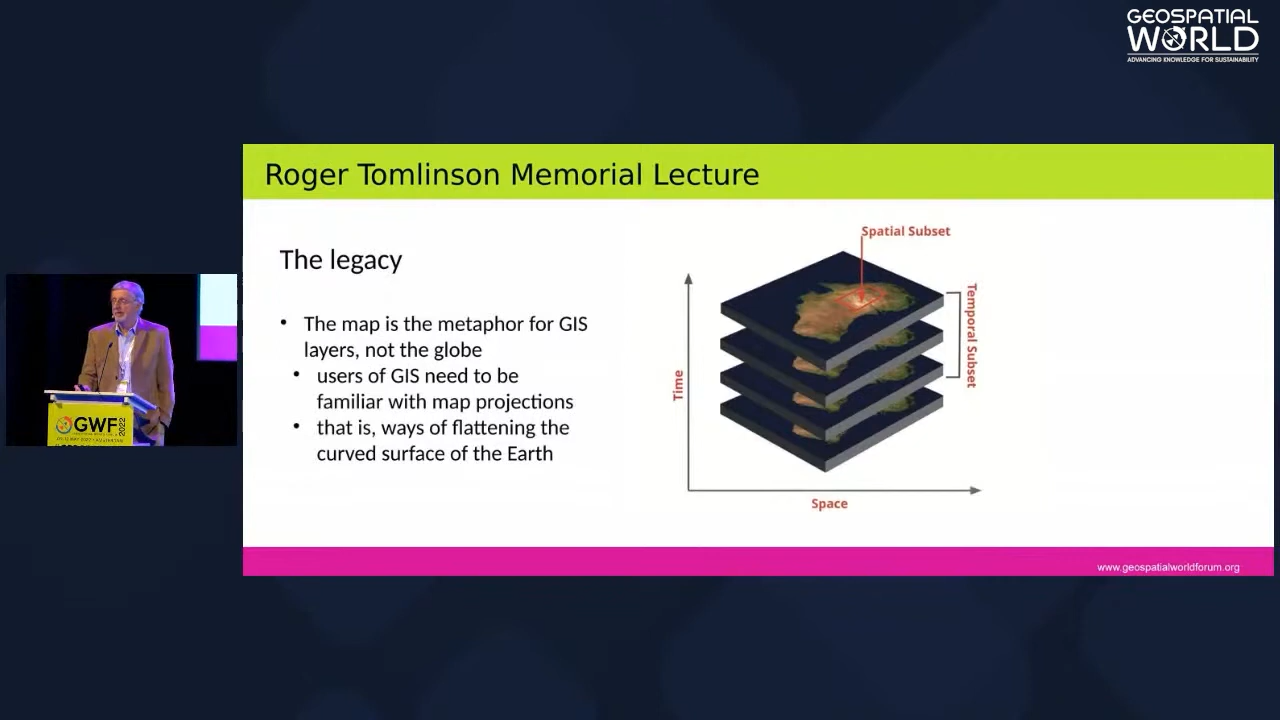 GEOSPATIAL
WORLD
ADVANCING KNOWLEDGE FOR SUSTAINABILITY
Roger Tomlinson Memorial Lecture
The legacy
• The map is the metaphor for GIS
layers, not the globe
• users of GIS need to be
familiar with map projections
• that is, ways of flattening the
curved surface of the Earth
Spatial Subset
Temporal Subset
Time
Space
GWF
2022
www.geospatialworldforum.org